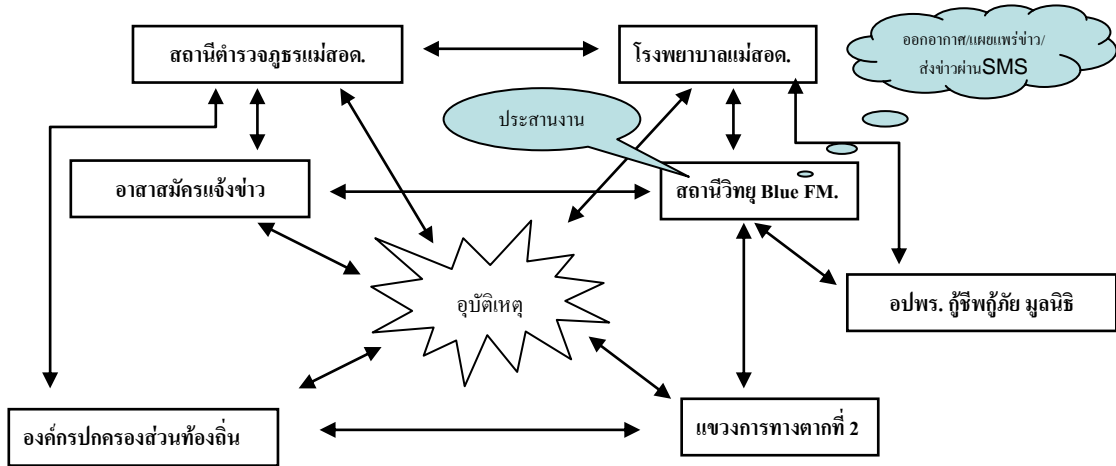 ออกอากาศ/แผยแพร่ข่าว/
ส่งข่าวผ่านSMS
สถานีตำรวจภูธรแม่สอด.
โรงพยาบาลแม่สอด.
ประสานงาน
อาสาสมัครแจ้งข่าว
สถานีวิทยุ Blue FM.
อุบัติเหตุ
อปพร. กู้ชีพกู้ภัย มูลนิธิ
องค์กรปกครองส่วนท้องถิ่น
แขวงการทางตากที่ 2